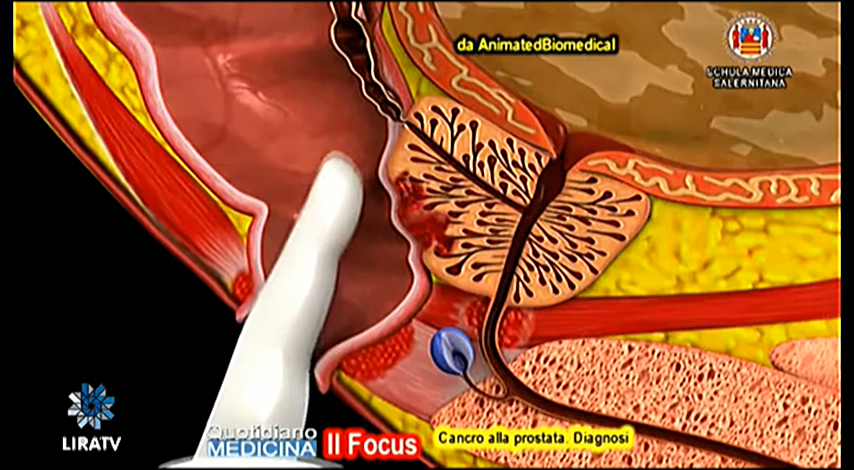 da AnimatedBiomedical
SCHOLA MEDICA
SALERNITANA
LIRATV
Quotidiano
MEDICINA
Il Focus
Cancro alla prostata. Diagnosi